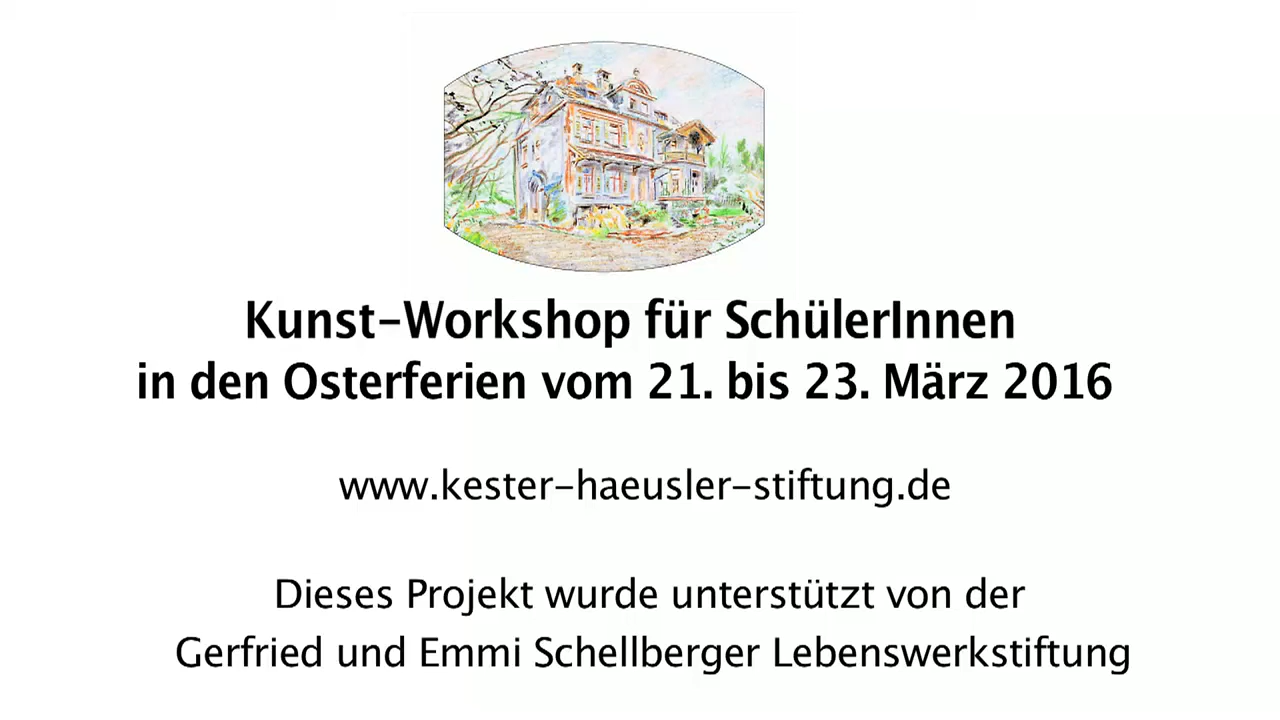 Kunst-Workshop für SchülerInnen
in den Osterferien vom 21. bis 23. März 2016
www.kester-haeusler-stiftung.de
Dieses Projekt wurde unterstützt von der
Gerfried und Emmi Schellberger Lebenswerkstiftung